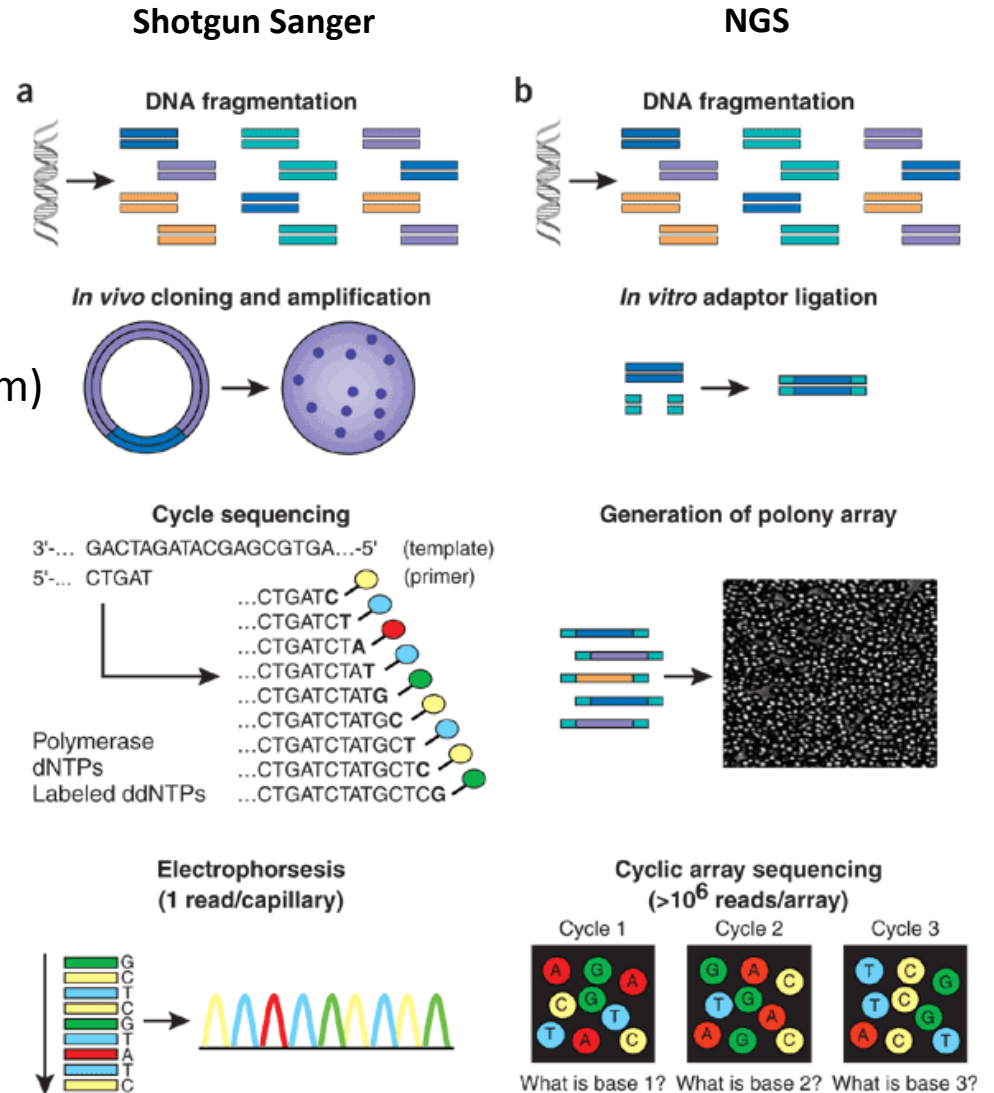 Shotgun Sanger
NGS
a
DNA fragmentation
b
DNA fragmentation
In vivo cloning and amplification
In vitro adaptor ligation
m)
Cycle sequencing
3'-... GACTAGATACGAGCGTGA...-5' (template)
5'-... CTGAT (primer)
...CTGATC
...CTGATCT
...CTGATCTA
...CTGATCTAT
...CTGATCTATG
...CTGATCTATGC
...CTGATCTATGCT
...CTGATCTATGCTC
...CTGATCTATGCTCG
Polymerase
dNTPs
Labeled ddNTPs
Generation of polony array
Electrophorsesis
(1 read/capillary)
G
C
T
C
G
T
A
T
C
Cyclic array sequencing
(>10⁶ reads/array)
Cycle 1
Cycle 2
Cycle 3
A G A
C G T
T A C
G A C
T G A
A G C
T C G
T C G
A C T
What is base 1?
What is base 2?
What is base 3?